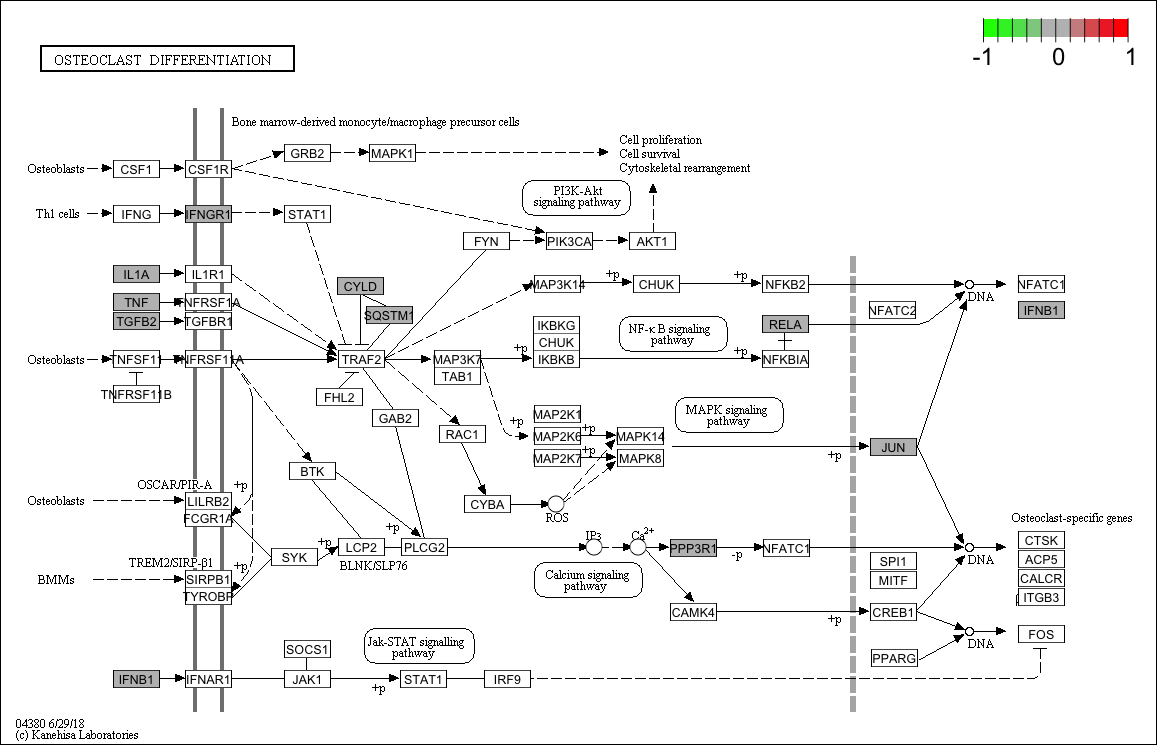 -1 0 1
OSTEOCLAST DIFFERENTIATION
Bone marrow-derived monocyte/macrophage precursor cells
GRB2 MAPK1
Cell proliferation
Cell survival
Cytoskeletal rearrangement
Osteoblasts CSF1 CSF1R
PI3K-Akt
signaling pathway
Th1 cells IFNG IFNGR1 STAT1
FYN PIK3CA AKT1
IL1A IL1R1
CYLD
SQSTM1
MAP3K14 +p CHUK +p NFKB2
DNA
NFATC1
IFNB1
TNF TNFRSF1A
TGFB2 TGFBR1
NFATC2
RELA
IKBKG
CHUK
IKBKB
NF-κ B signaling
pathway
Osteoblasts TNFSF11 TNFRSF11A TRAF2 MAP3K7 +p +p NFKBIA
TAB1
TNFRSF11B
FHL2
GAB2
RAC1
+p
MAP2K1
MAP2K6 +p MAPK14
MAP2K7 +p MAPK8
MAPK signaling
pathway
+p
JUN
BTK
OSCAR/PIR-A +p
Osteoblasts LILRB2
FCGR1A
CYBA ROS
TREM2/SIRP-β1 +p
BMMs SIRPB1
TYROBP
SYK +p LCP2 +p PLCG2
BLNK/SLP76
IP3 Ca2+ PPP3R1 -p NFATC1
DNA
Calcium signaling
pathway
CAMK4 +p
SPI1
MITF
CREB1
PPARG
DNA
Osteoclast-specific genes
CTSK
ACP5
CALCR
ITGB3
FOS
SOCS1
Jak-STAT signalling
pathway
IFNB1 IFNAR1 JAK1 +p STAT1 IRF9
04380 6/29/18
(c) Kanehisa Laboratories